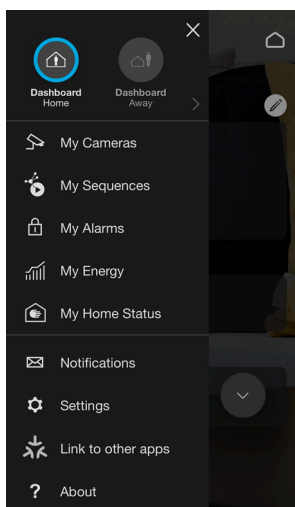 Dashboard
Home
Dashboard
Away
My Cameras
My Sequences
My Alarms
My Energy
My Home Status
Notifications
Settings
Link to other apps
? About